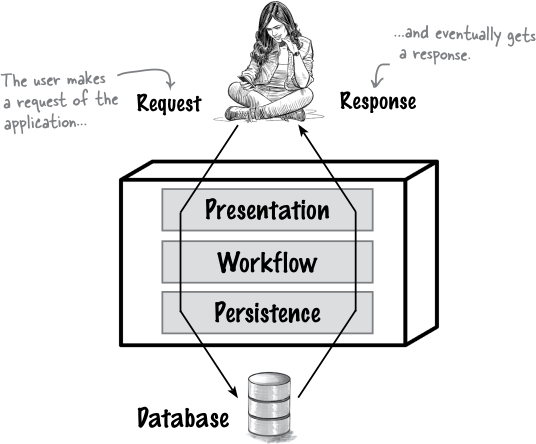 The user makes
a request of the
application...
Request
...and eventually gets
a response.
Response
Presentation
Workflow
Persistence
Database